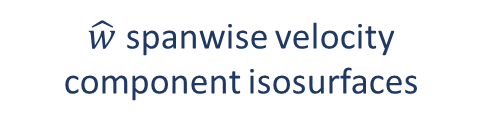 ŵ spanwise velocity
component isosurfaces